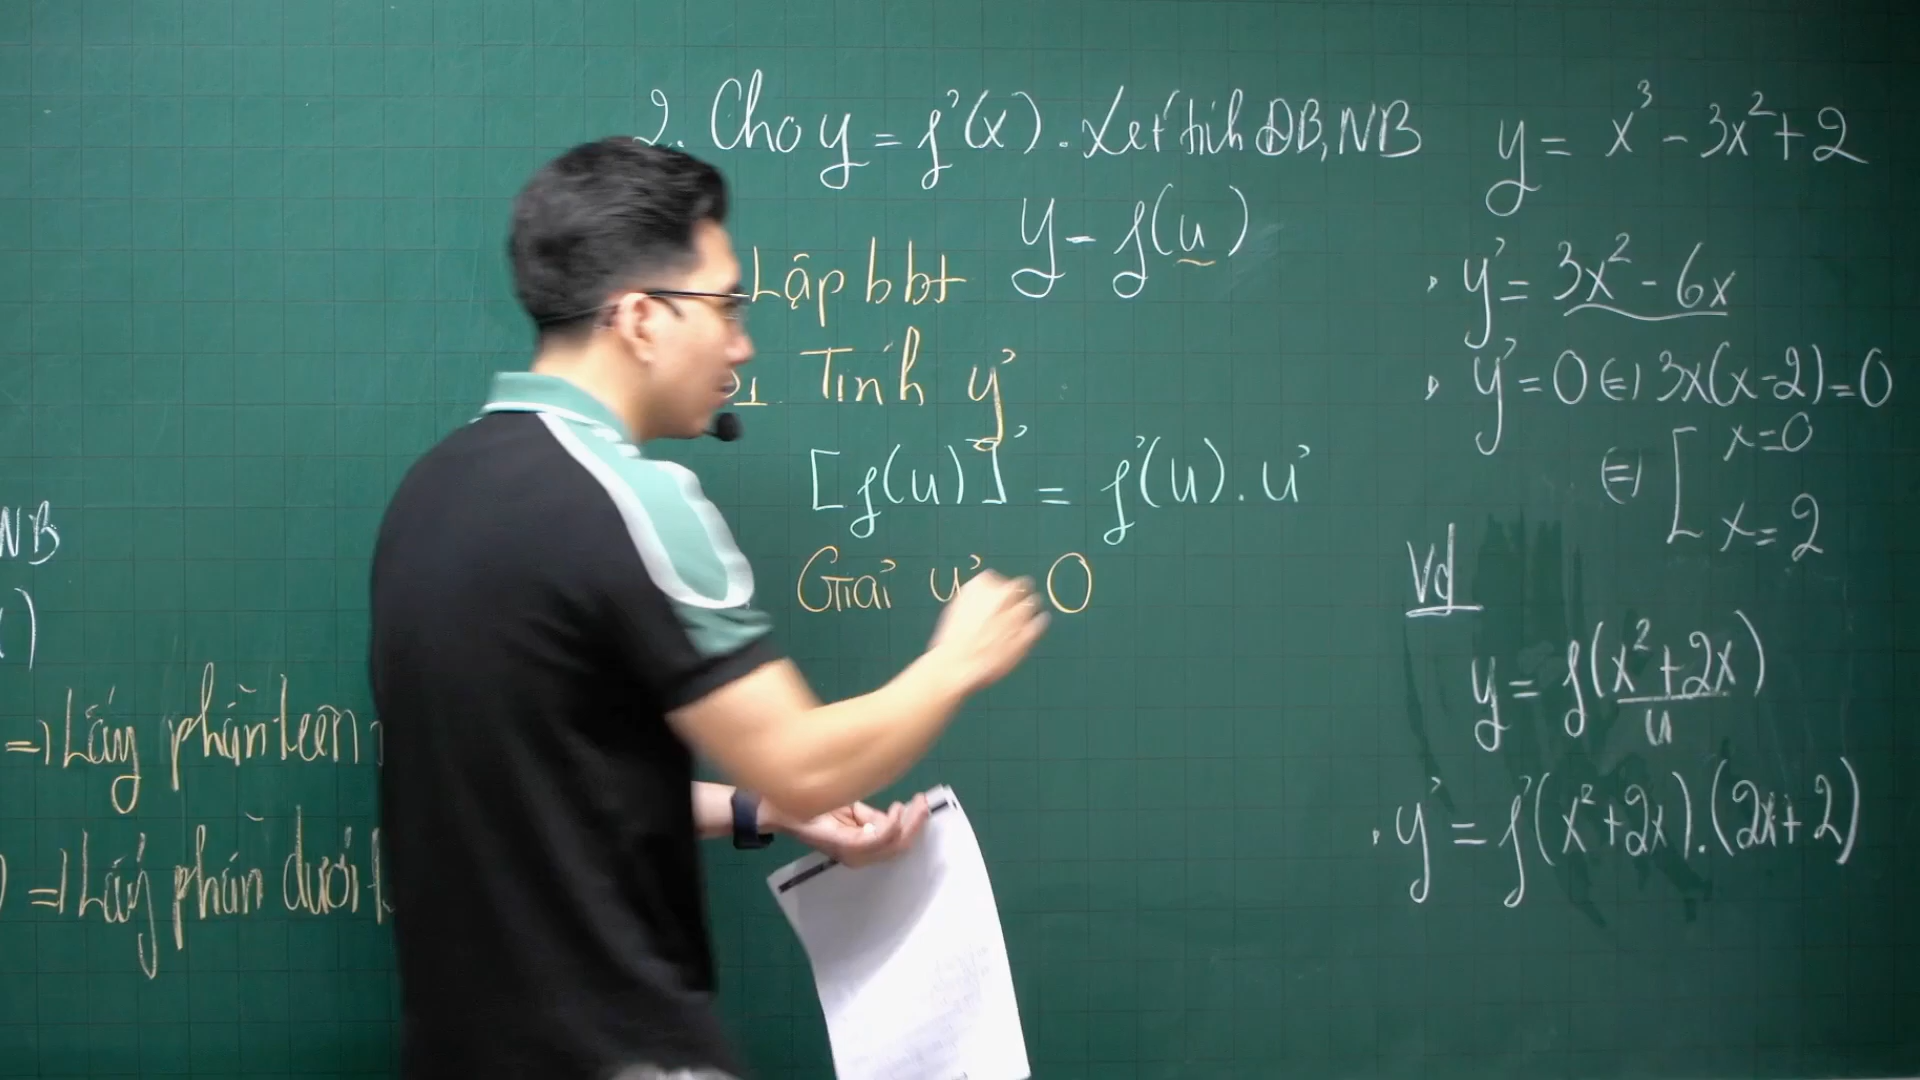 2. Cho y = f'(x). Xét tính ĐB, NB
y = f(u)
Lập bbt
Tính y'
[f(u)]' = f'(u).u'
Giải u' = 0
NB
)
=> Lấy phần trên
) => Lấy phần dưới
y = x³ - 3x² + 2
y' = 3x² - 6x
y' = 0 ⇔ 3x(x-2) = 0
⇔ [ x = 0
x = 2
Vd
y = f(x²+2x)
u
y' = f'(x²+2x).(2x+2)